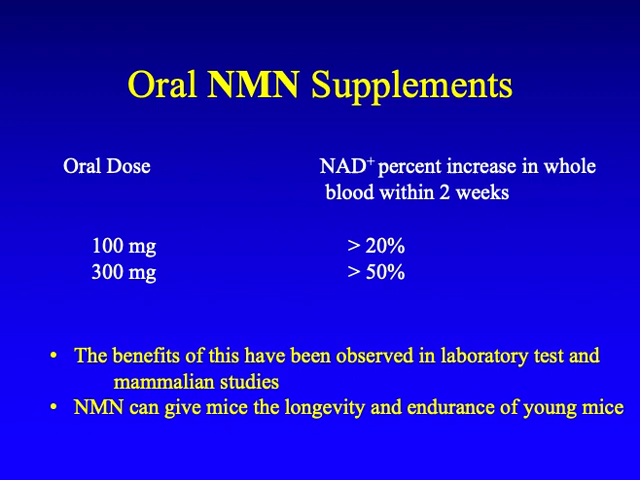 Oral NMN Supplements
Oral Dose NAD⁺ percent increase in whole
blood within 2 weeks
100 mg > 20%
300 mg > 50%
• The benefits of this have been observed in laboratory test and
mammalian studies
• NMN can give mice the longevity and endurance of young mice